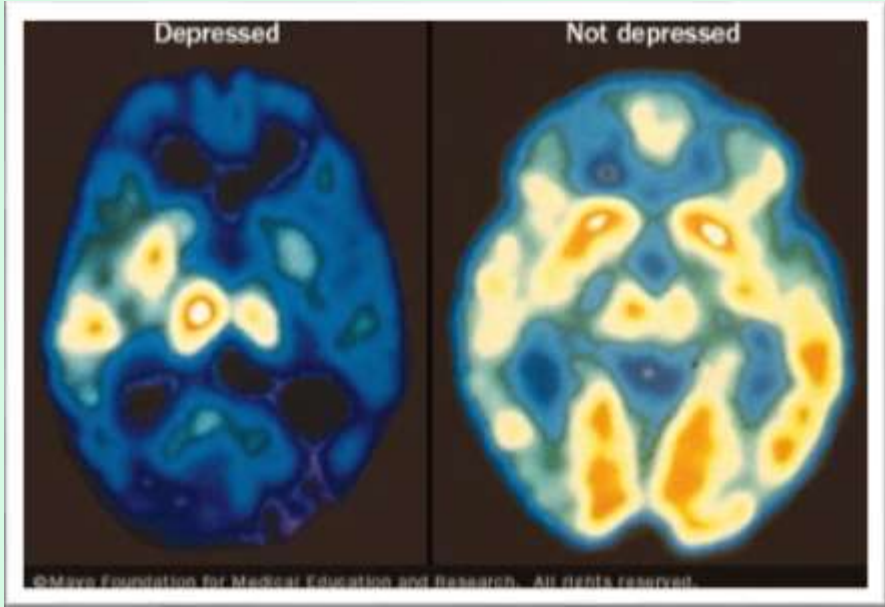 Depressed
Not depressed
©Mayo Foundation for Medical Education and Research. All rights reserved.